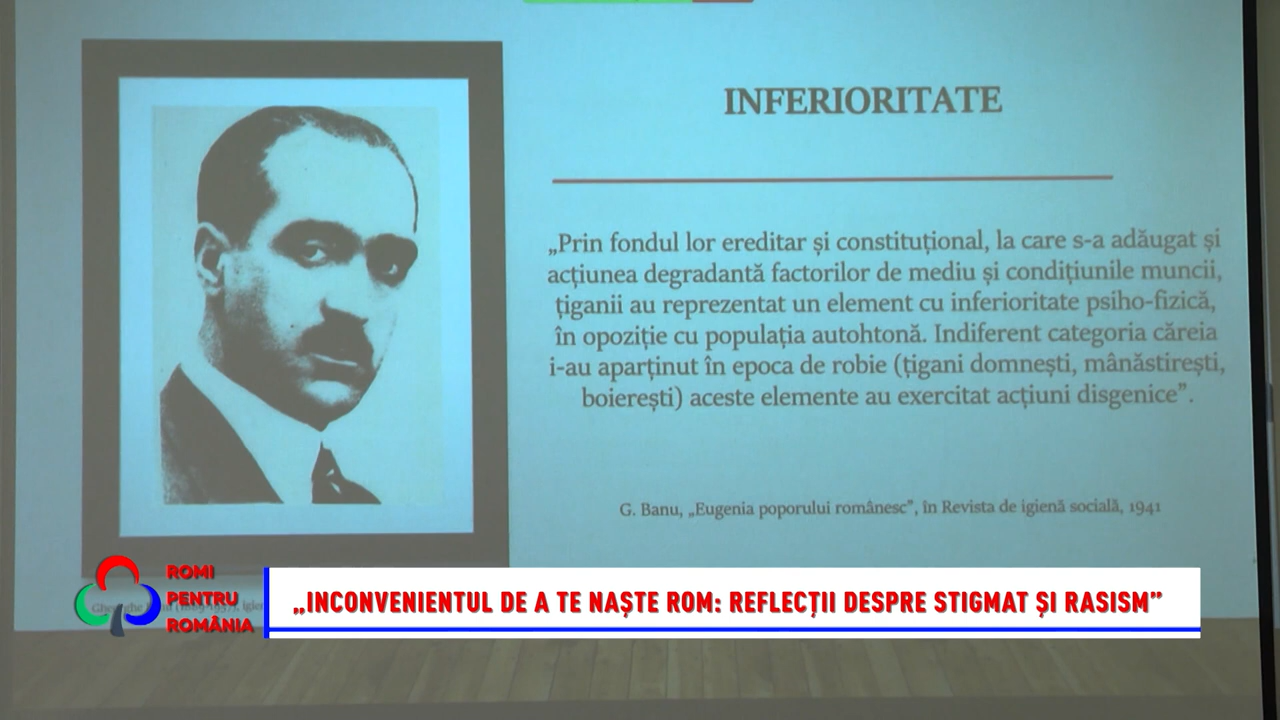 INFERIORITATE
„Prin fondul lor ereditar și constituțional, la care s-a adăugat și
acțiunea degradantă factorilor de mediu și condițiunile muncii,
țiganii au reprezentat un element cu inferioritate psiho-fizică,
în opoziție cu populația autohtonă. Indiferent categoria căreia
i-au aparținut în epoca de robie (țigani domnești, mânăstirești,
boierești) aceste elemente au exercitat acțiuni disgenice”.
G. Banu, „Eugenia poporului românesc”, în Revista de igienă socială, 1941
ROMI
PENTRU
ROMÂNIA
„INCONVENIENTUL DE A TE NAȘTE ROM: REFLECȚII DESPRE STIGMAT ȘI RASISM”